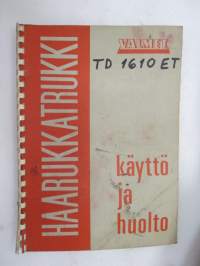 HAARUKKATRUKKI
VALMET
TD 1610 ET
käyttö
ja
huolto